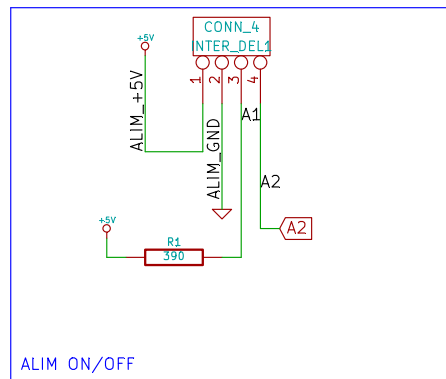 CONN_4
INTER_DEL1
+5V
1
2
3
4
ALIM_+5V
ALIM_GND
A1
A2
A2
+5V
R1
390
ALIM ON/OFF